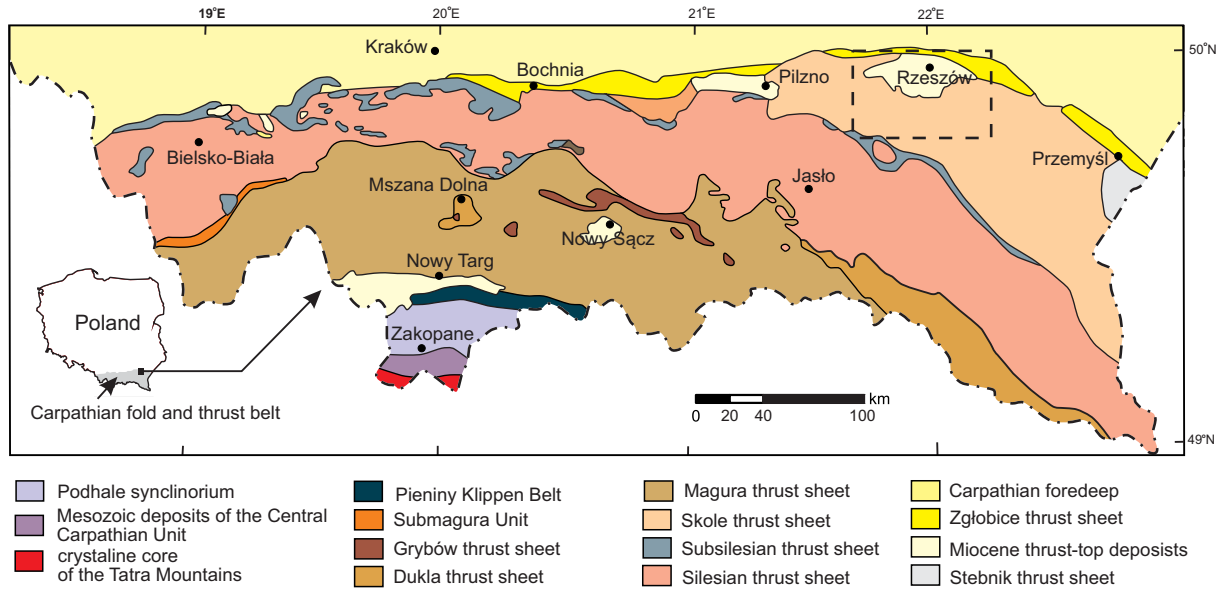 19°E
20°E
21°E
22°E
50°N
Kraków
Bochnia
Pilzno
Rzeszów
Bielsko-Biała
Przemyśl
Mszana Dolna
Jasło
Nowy Sącz
Nowy Targ
Poland
Zakopane
Carpathian fold and thrust belt
km
0 20 40 100
49°N
Podhale synclinorium
Mesozoic deposits of the Central
Carpathian Unit
crystaline core
of the Tatra Mountains
Pieniny Klippen Belt
Submagura Unit
Grybów thrust sheet
Dukla thrust sheet
Magura thrust sheet
Skole thrust sheet
Subsilesian thrust sheet
Silesian thrust sheet
Carpathian foredeep
Zgłobice thrust sheet
Miocene thrust-top deposists
Stebnik thrust sheet